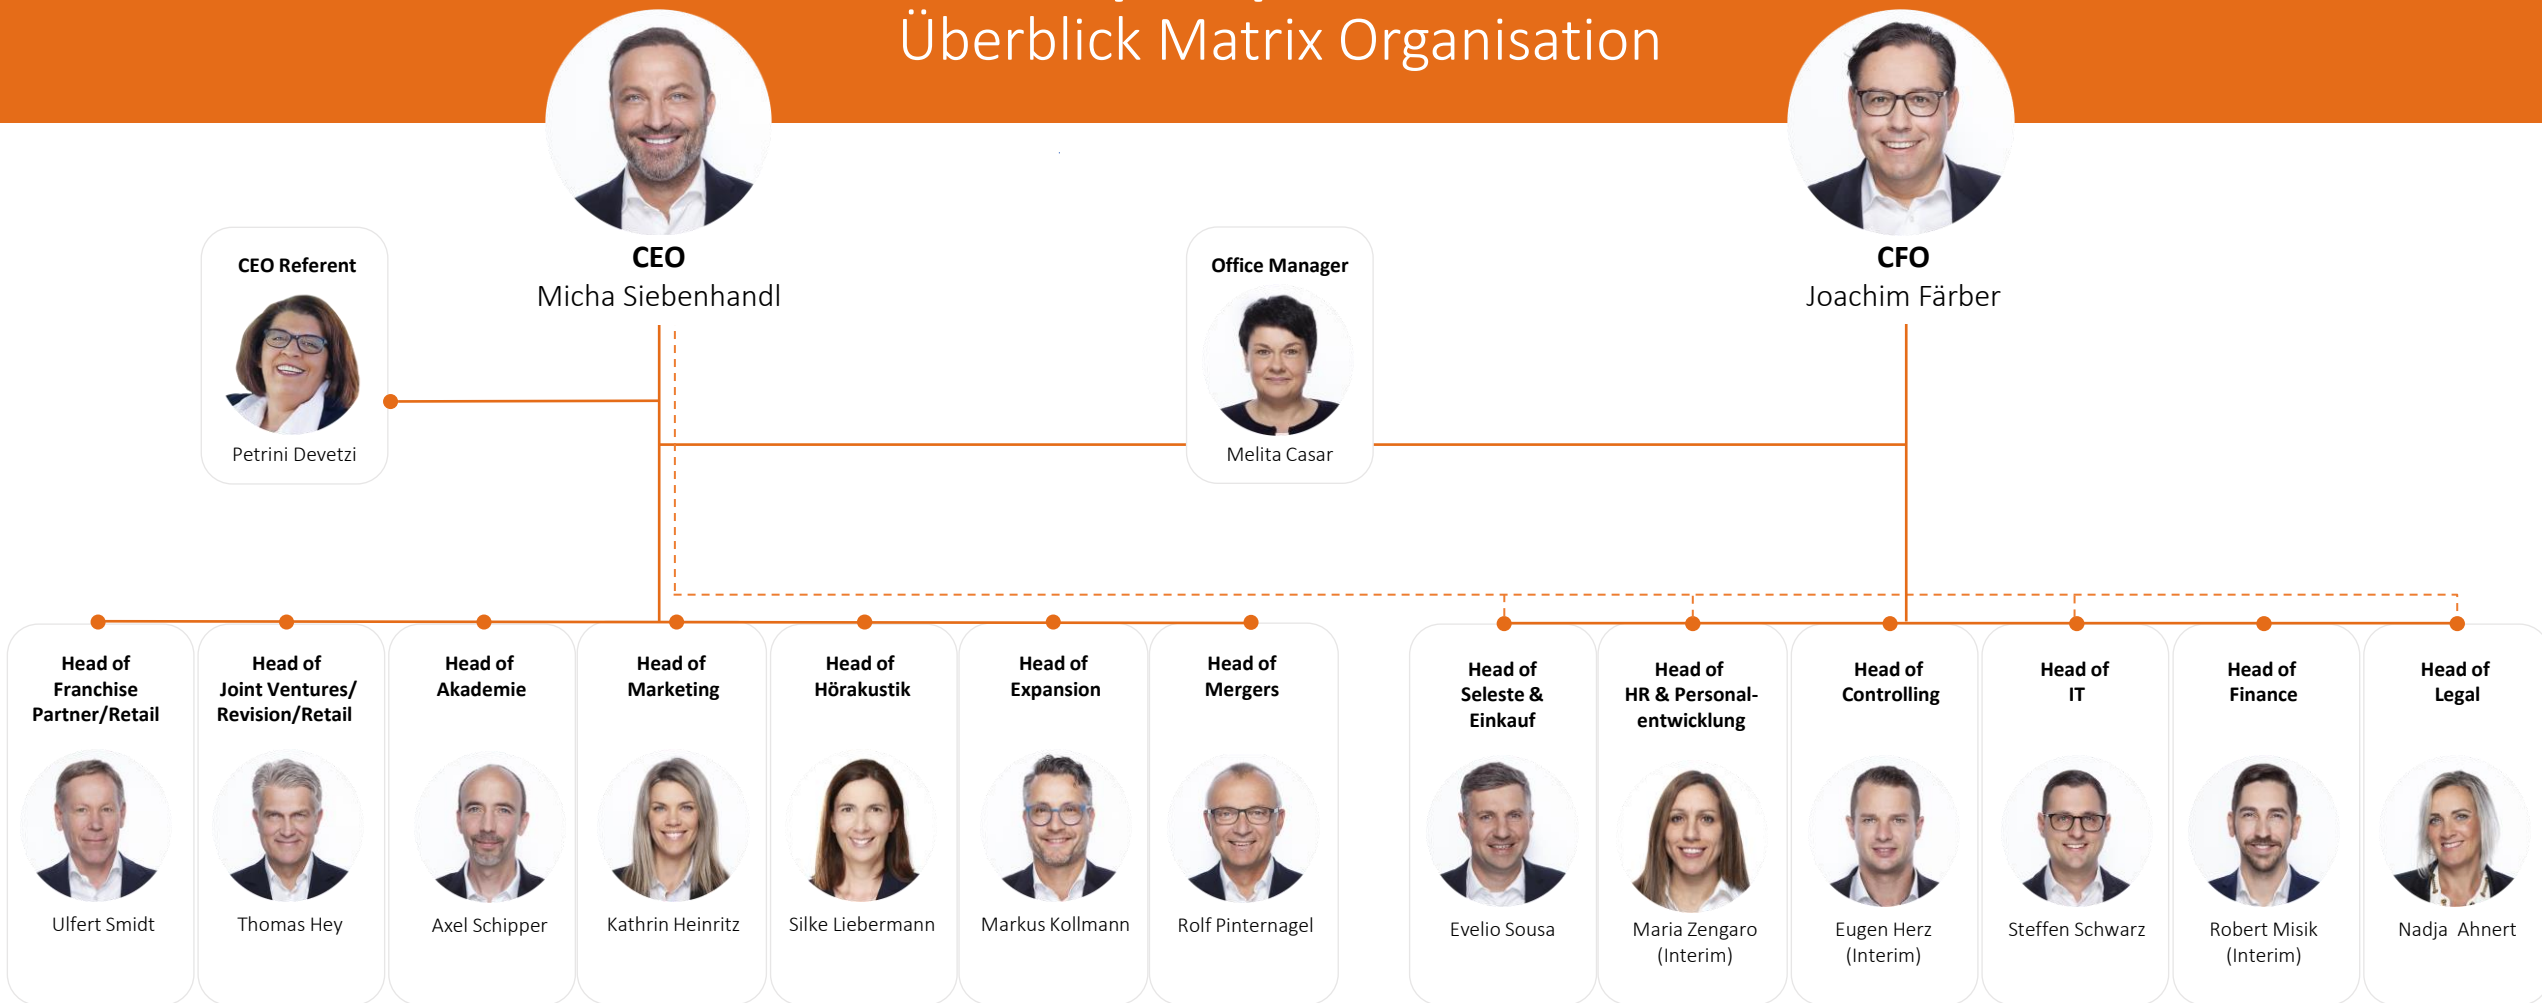 Überblick Matrix Organisation
CEO Referent
Petrini Devetzi
CEO
Micha Siebenhandl
Office Manager
Melita Casar
CFO
Joachim Färber
Head of
Franchise
Partner/Retail
Ulfert Smidt
Head of
Joint Ventures/
Revision/Retail
Thomas Hey
Head of
Akademie
Axel Schipper
Head of
Marketing
Kathrin Heinritz
Head of
Hörakustik
Silke Liebermann
Head of
Expansion
Markus Kollmann
Head of
Mergers
Rolf Pinternagel
Head of
Seleste &
Einkauf
Evelio Sousa
Head of
HR & Personal-
entwicklung
Maria Zengaro
(Interim)
Head of
Controlling
Eugen Herz
(Interim)
Head of
IT
Steffen Schwarz
Head of
Finance
Robert Misik
(Interim)
Head of
Legal
Nadja  Ahnert